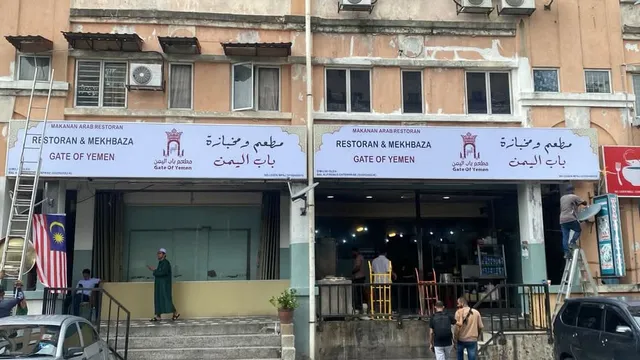 MAKANAN ARAB RESTORAN
RESTORAN & MEKHBAZA
GATE OF YEMEN
مطعم باب اليمن
Gate Of Yemen
مطعم ومخبازة
باب اليمن
MAKANAN ARAB RESTORAN
RESTORAN & MEKHBAZA
GATE OF YEMEN
مطعم باب اليمن
Gate Of Yemen
مطعم ومخبازة
باب اليمن